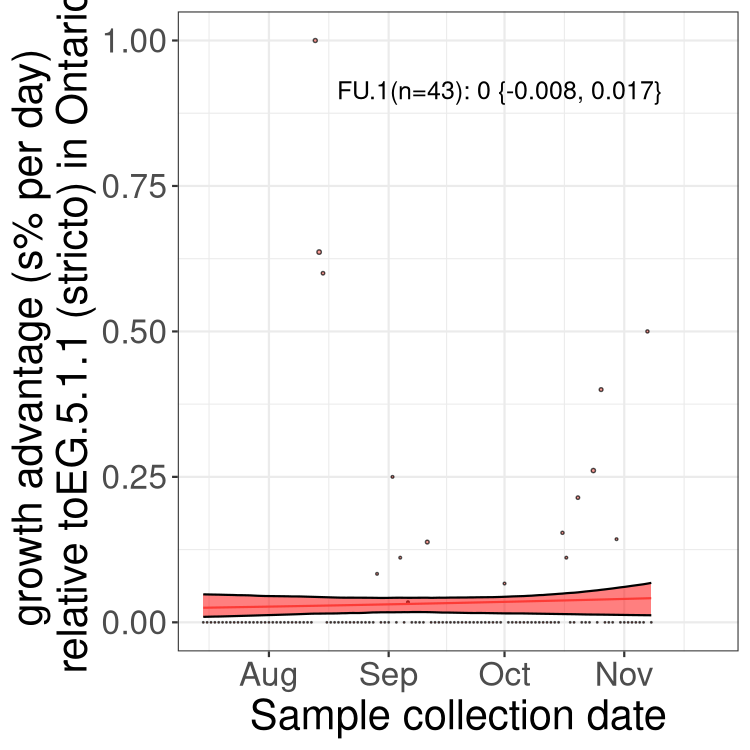 growth advantage (s% per day)
relative toEG.5.1.1 (stricto) in Ontario
1.00
0.75
0.50
0.25
0.00
FU.1(n=43): 0 {-0.008, 0.017}
Aug
Sep
Oct
Nov
Sample collection date